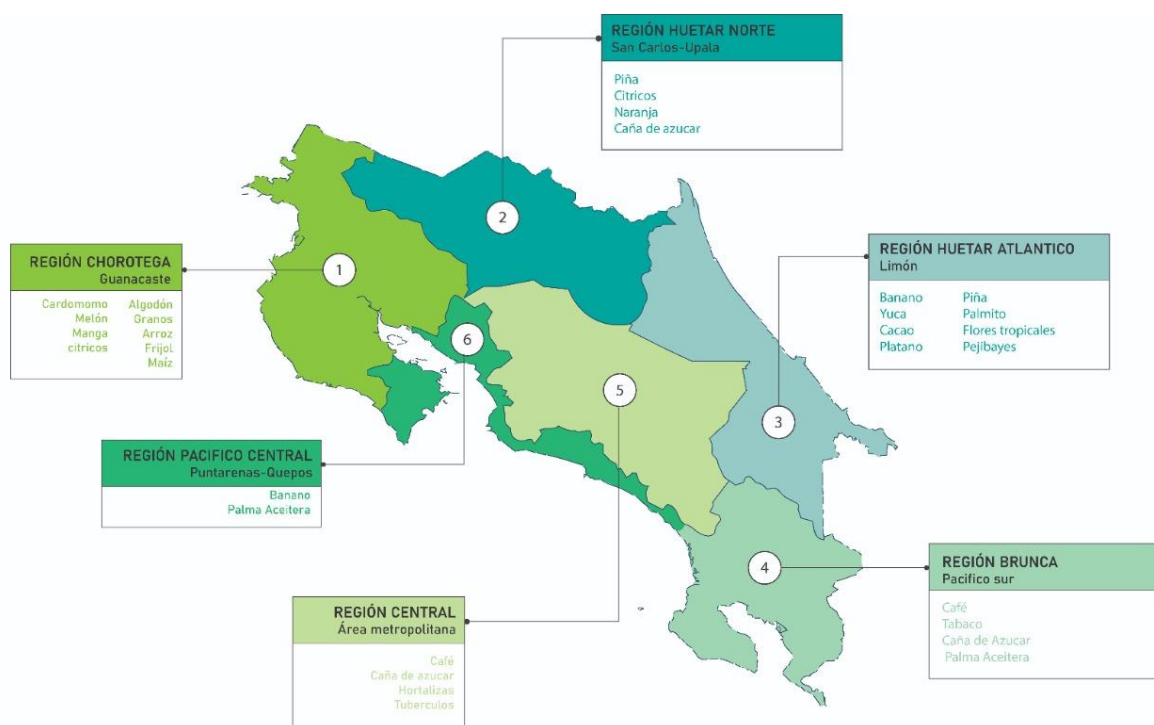 REGIÓN HUETAR NORTE
San Carlos-Upala
Piña
Citricos
Naranja
Caña de azucar
2
REGIÓN CHOROTEGA
Guanacaste
Cardomomo
Melón
Manga
citricos
Algodón
Granos
Arroz
Frijol
Maiz
1
REGIÓN HUETAR ATLANTICO
Limón
Banano
Yuca
Cacao
Platano
Piña
Palmito
Flores tropicales
Pejibayes
6
5
3
REGIÓN PACIFICO CENTRAL
Puntarenas-Quepos
Banano
Palma Aceitera
4
REGIÓN BRUNCA
Pacifico sur
Café
Tabaco
Caña de Azucar
Palma Aceitera
REGIÓN CENTRAL
Área metropolitana
Café
Caña de azucar
Hortalizas
Tuberculos